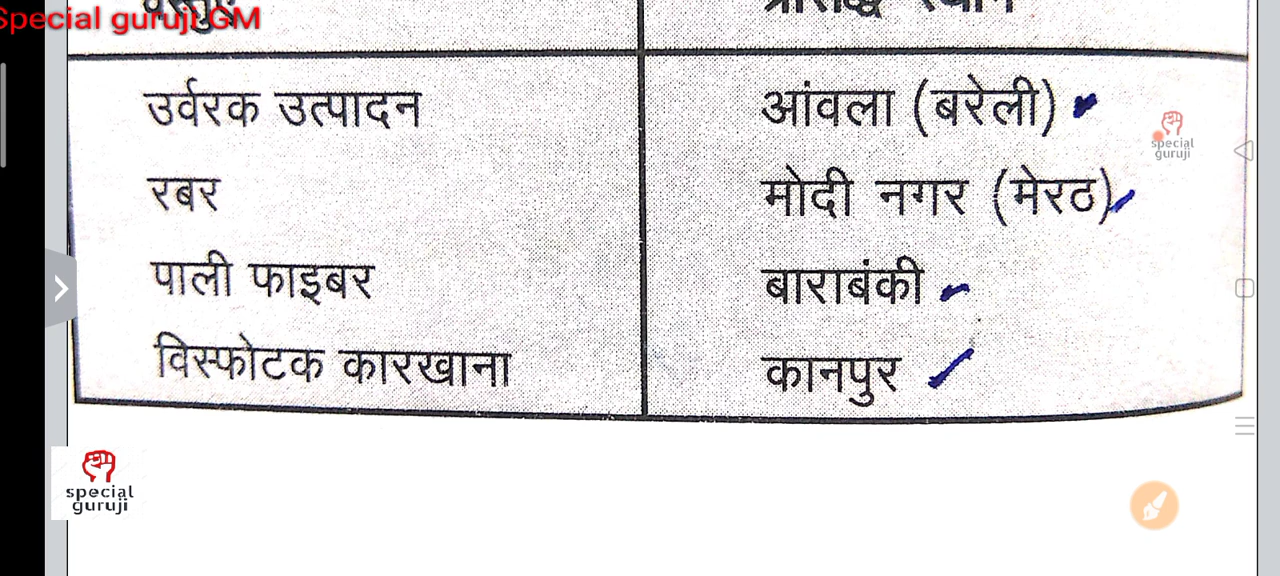 Special guruji GM
उर्वरक उत्पादन आंवला (बरेली)
रबर मोदी नगर (मेरठ)
पाली फाइबर बाराबंकी
विस्फोटक कारखाना कानपुर
special
guruji
special
guruji